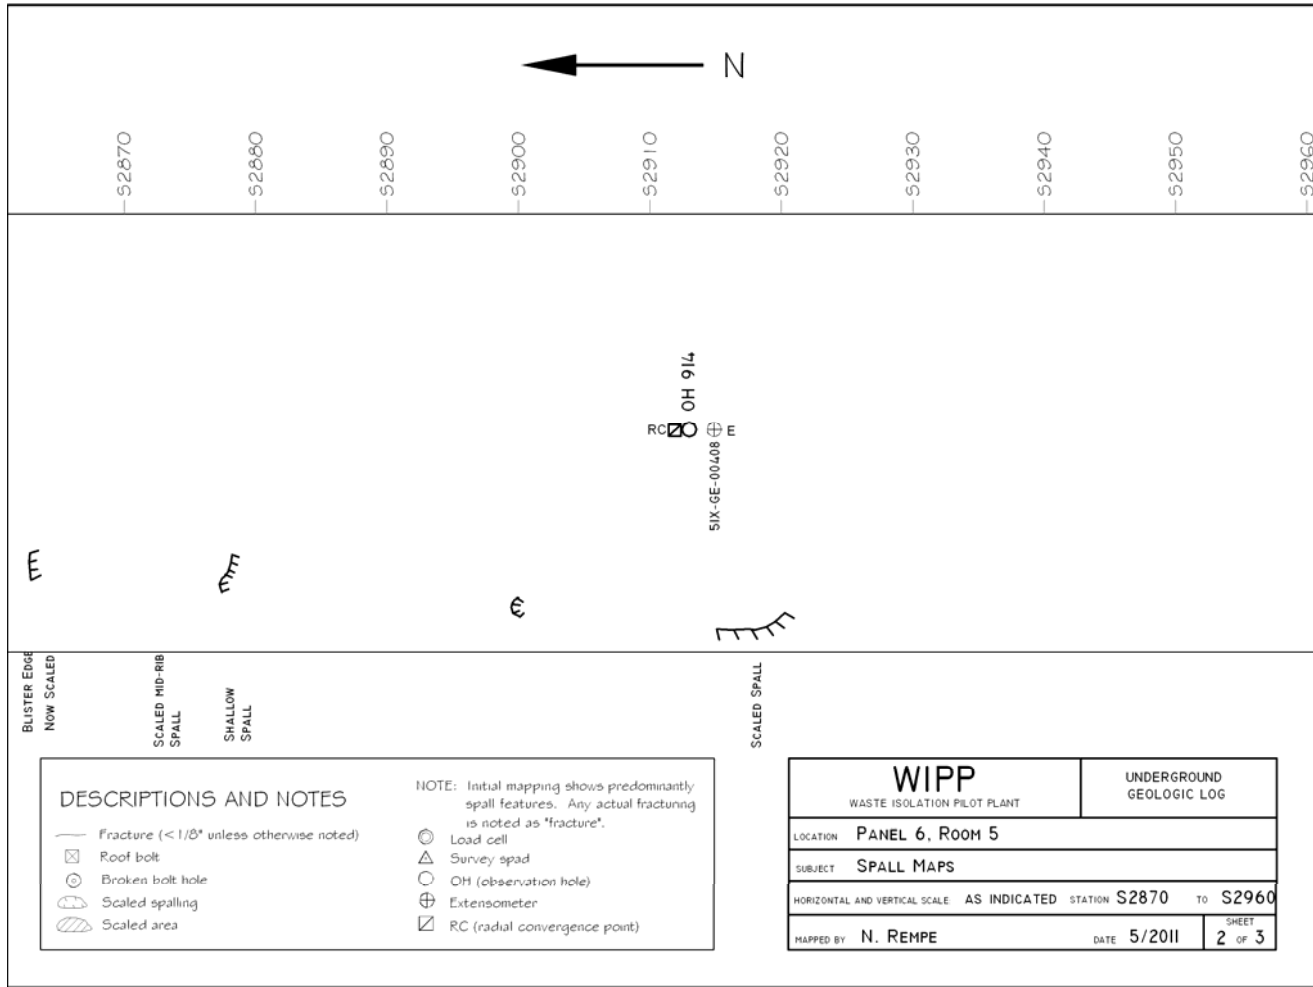 N
S2870
S2880
S2890
S2900
S2910
S2920
S2930
S2940
S2950
S2960
OH 914
RC
E
51X-GE-00408
BLISTER EDGE
NOW SCALED
SCALED MID-RIB
SPALL
SHALLOW
SPALL
SCALED SPALL
DESCRIPTIONS AND NOTES
Fracture (<1/8" unless otherwise noted)
Roof bolt
Broken bolt hole
Scaled spalling
Scaled area
NOTE: Initial mapping shows predominantly
spall features. Any actual fracturing
is noted as "fracture".
Load cell
Survey spad
OH (observation hole)
Extensometer
RC (radial convergence point)
WIPP
WASTE ISOLATION PILOT PLANT
UNDERGROUND
GEOLOGIC LOG
LOCATION PANEL 6, ROOM 5
SUBJECT SPALL MAPS
HORIZONTAL AND VERTICAL SCALE AS INDICATED STATION S2870 TO S2960
MAPPED BY N. REMPE DATE 5/2011
SHEET
2 OF 3